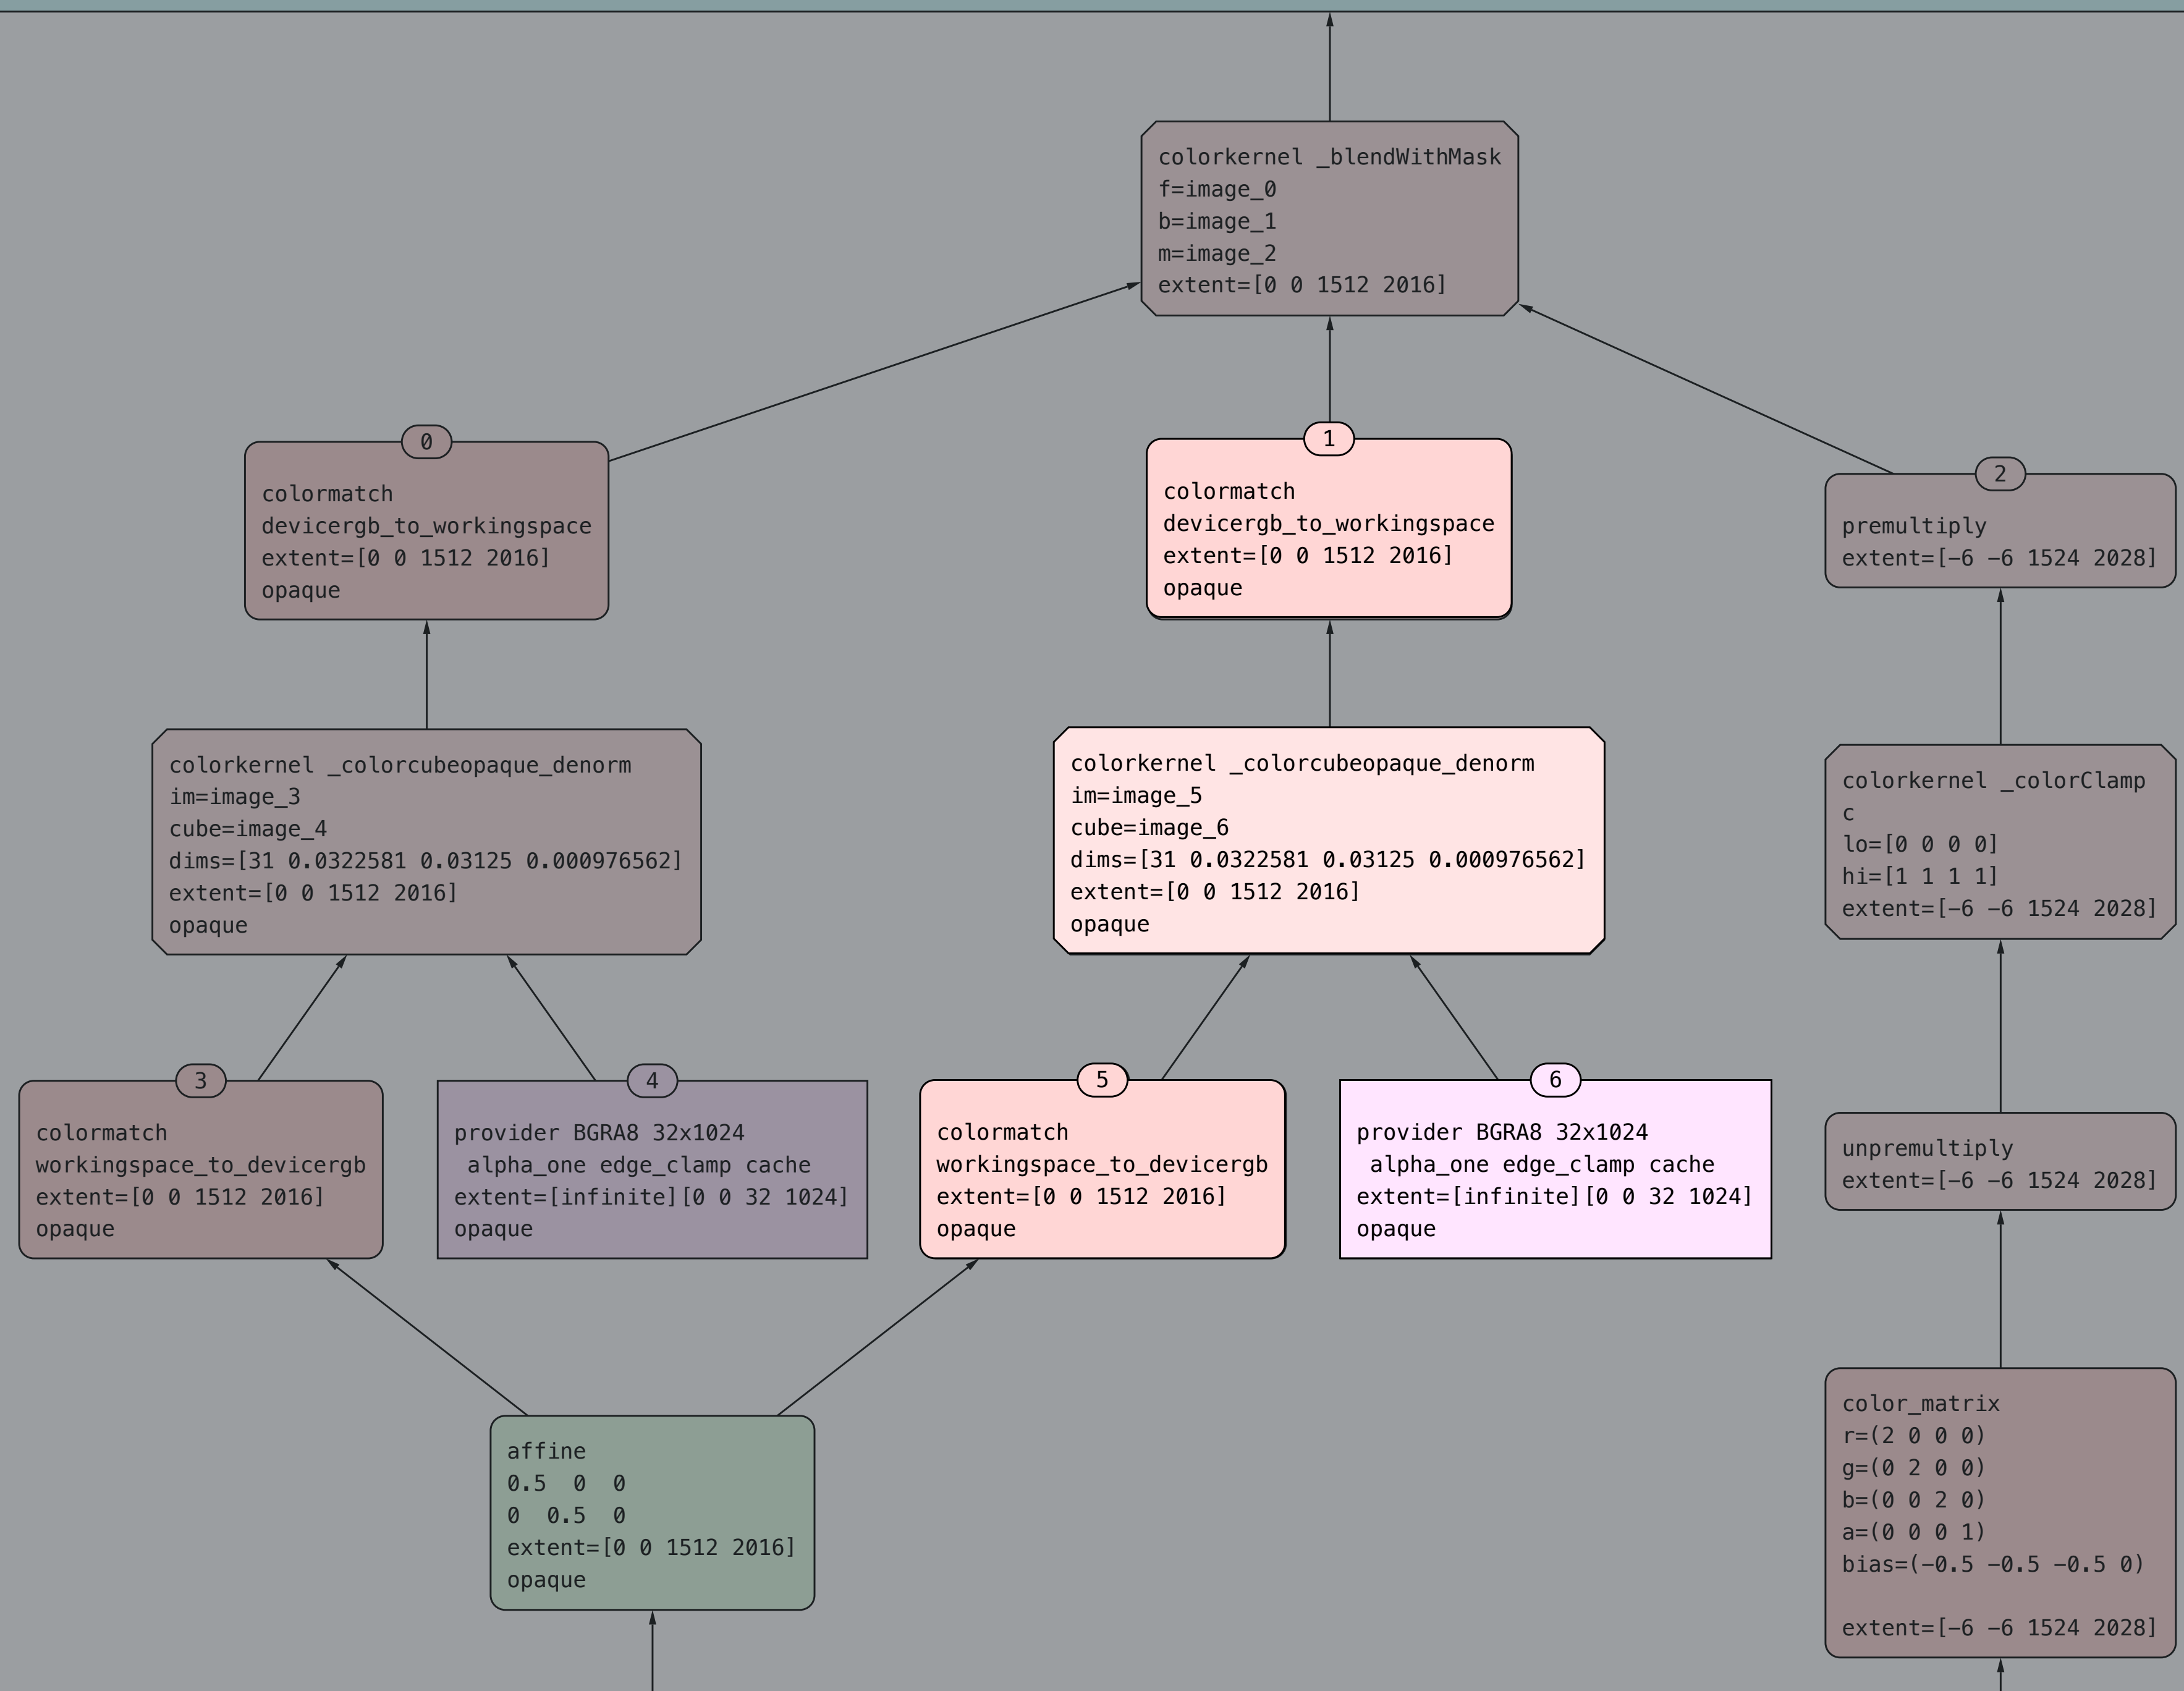 colorkernel _blendWithMask
f=image_0
b=image_1
m=image_2
extent=[0 0 1512 2016]
0
colormatch
devicergb_to_workingspace
extent=[0 0 1512 2016]
opaque
1
colormatch
devicergb_to_workingspace
extent=[0 0 1512 2016]
opaque
2
premultiply
extent=[−6 −6 1524 2028]
colorkernel _colorcubeopaque_denorm
im=image_3
cube=image_4
dims=[31 0.0322581 0.03125 0.000976562]
extent=[0 0 1512 2016]
opaque
colorkernel _colorcubeopaque_denorm
im=image_5
cube=image_6
dims=[31 0.0322581 0.03125 0.000976562]
extent=[0 0 1512 2016]
opaque
colorkernel _colorClamp
c
lo=[0 0 0 0]
hi=[1 1 1 1]
extent=[−6 −6 1524 2028]
3
colormatch
workingspace_to_devicergb
extent=[0 0 1512 2016]
opaque
4
provider BGRA8 32x1024
alpha_one edge_clamp cache
extent=[infinite][0 0 32 1024]
opaque
5
colormatch
workingspace_to_devicergb
extent=[0 0 1512 2016]
opaque
6
provider BGRA8 32x1024
alpha_one edge_clamp cache
extent=[infinite][0 0 32 1024]
opaque
unpremultiply
extent=[−6 −6 1524 2028]
affine
0.5 0 0
0 0.5 0
extent=[0 0 1512 2016]
opaque
color_matrix
r=(2 0 0 0)
g=(0 2 0 0)
b=(0 0 2 0)
a=(0 0 0 1)
bias=(−0.5 −0.5 −0.5 0)
extent=[−6 −6 1524 2028]